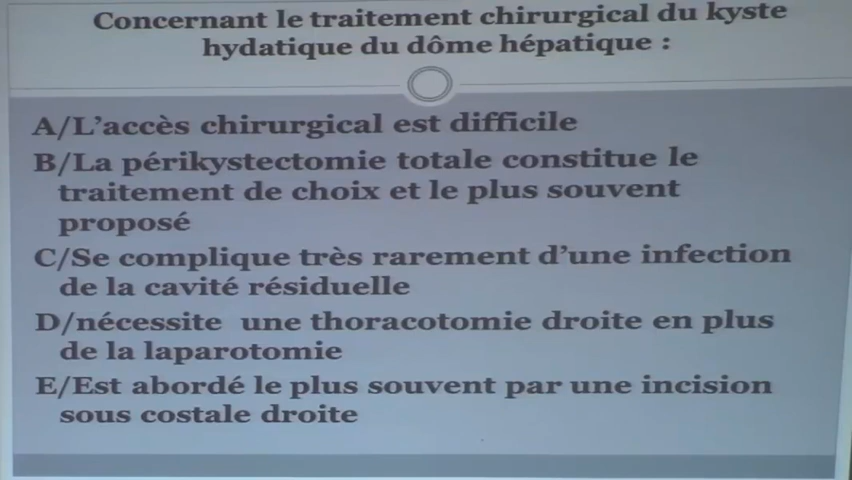 Concernant le traitement chirurgical du kyste
hydatique du dôme hépatique :
A/L'accès chirurgical est difficile
B/La périkystectomie totale constitue le
traitement de choix et le plus souvent
proposé
C/Se complique très rarement d'une infection
de la cavité résiduelle
D/nécessite une thoracotomie droite en plus
de la laparotomie
E/Est abordé le plus souvent par une incision
sous costale droite